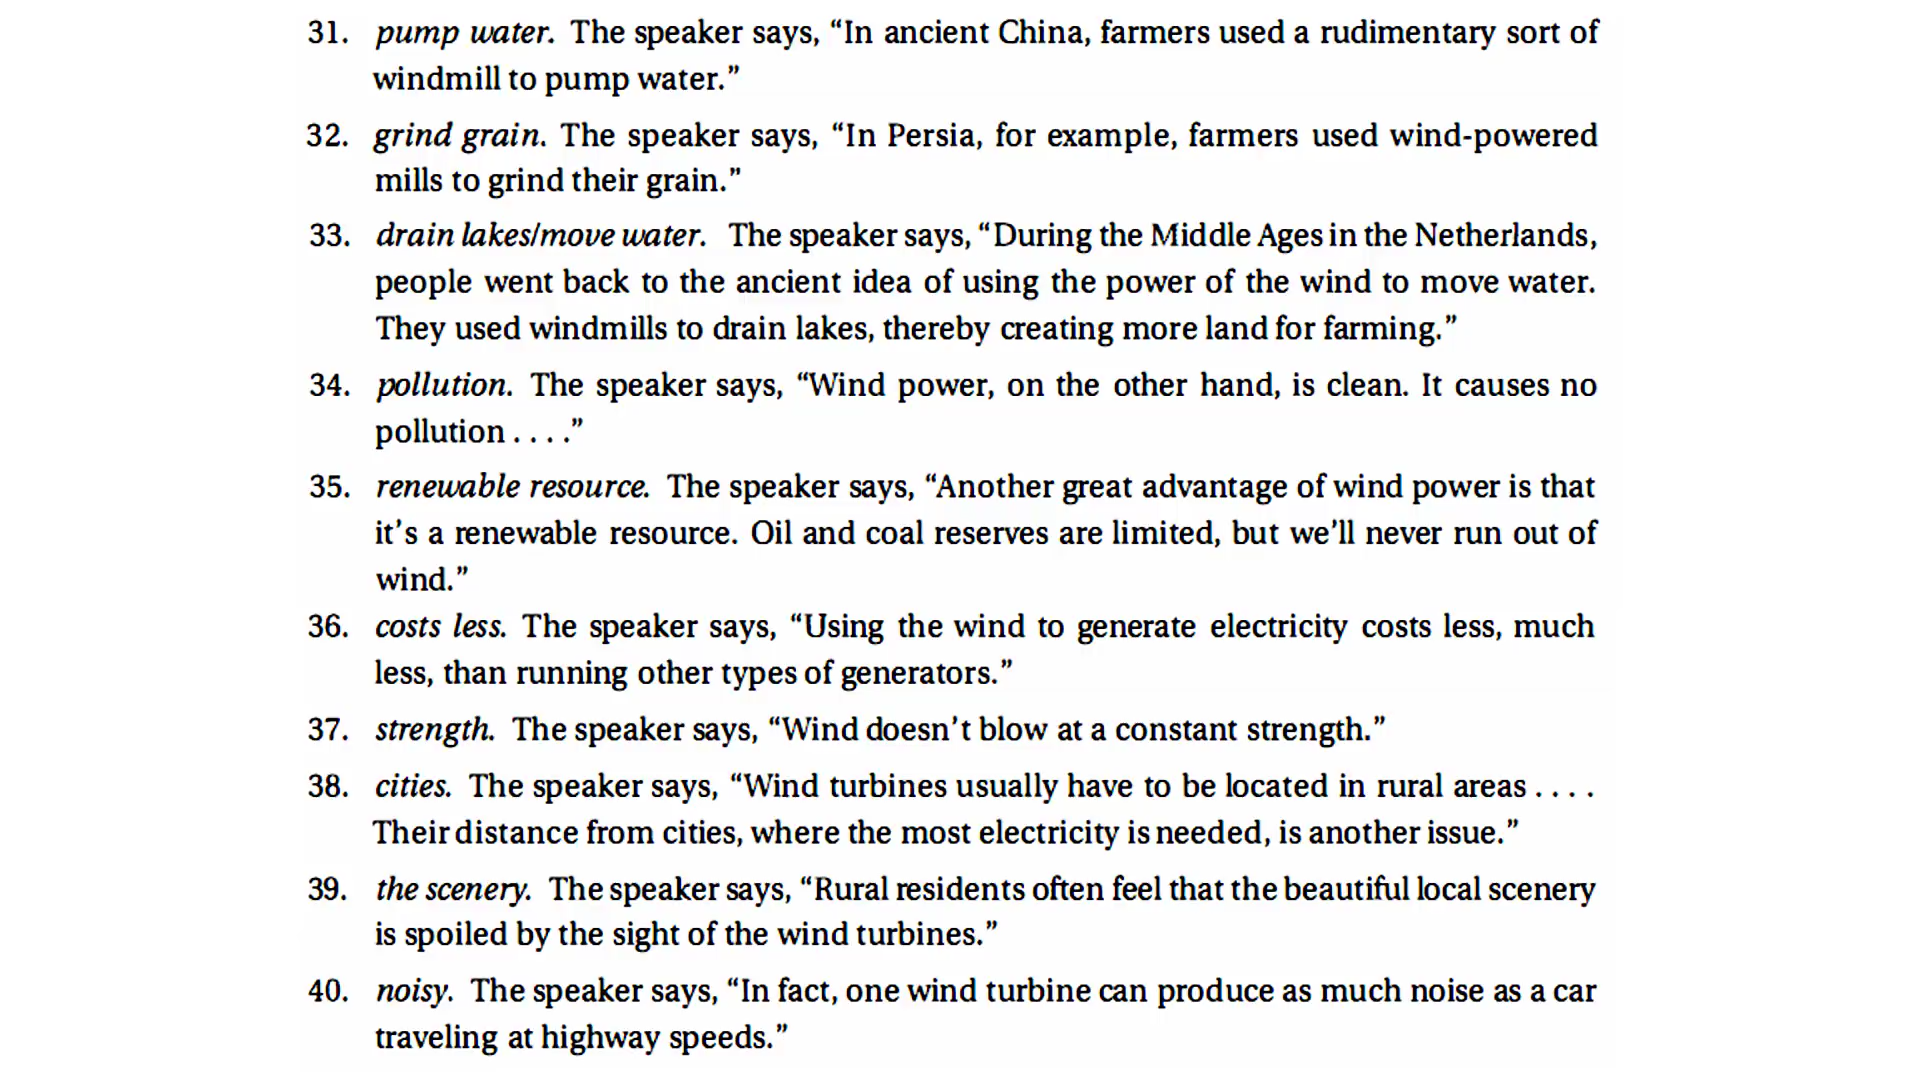 31. pump water. The speaker says, “In ancient China, farmers used a rudimentary sort of
windmill to pump water.”
32. grind grain. The speaker says, “In Persia, for example, farmers used wind-powered
mills to grind their grain.”
33. drain lakes/move water. The speaker says, “During the Middle Ages in the Netherlands,
people went back to the ancient idea of using the power of the wind to move water.
They used windmills to drain lakes, thereby creating more land for farming.”
34. pollution. The speaker says, “Wind power, on the other hand, is clean. It causes no
pollution . . . .”
35. renewable resource. The speaker says, “Another great advantage of wind power is that
it’s a renewable resource. Oil and coal reserves are limited, but we’ll never run out of
wind.”
36. costs less. The speaker says, “Using the wind to generate electricity costs less, much
less, than running other types of generators.”
37. strength. The speaker says, “Wind doesn’t blow at a constant strength.”
38. cities. The speaker says, “Wind turbines usually have to be located in rural areas . . . .
Their distance from cities, where the most electricity is needed, is another issue.”
39. the scenery. The speaker says, “Rural residents often feel that the beautiful local scenery
is spoiled by the sight of the wind turbines.”
40. noisy. The speaker says, “In fact, one wind turbine can produce as much noise as a car
traveling at highway speeds.”